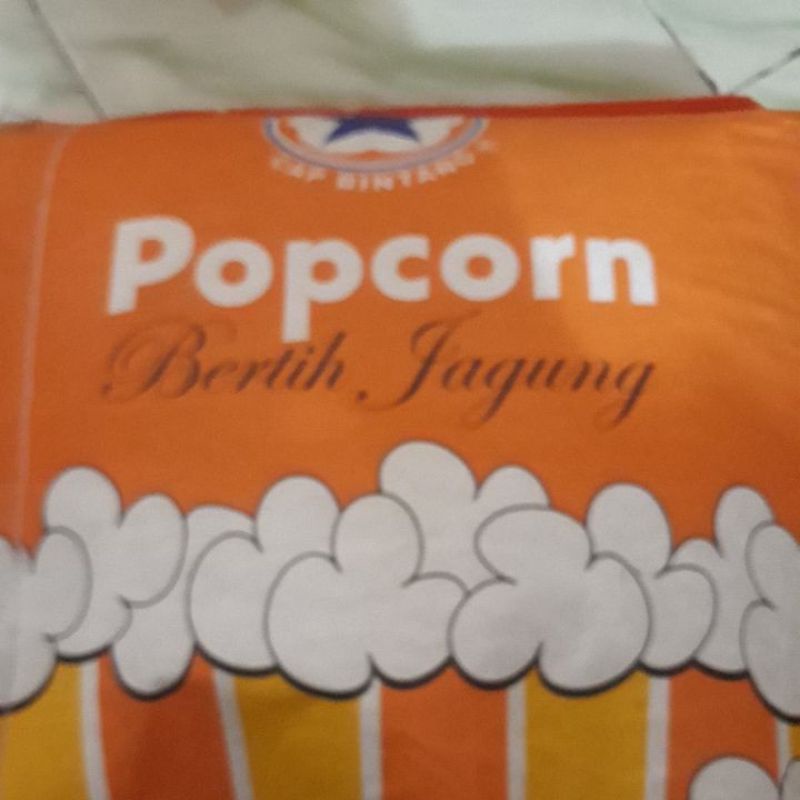 CAP BINTANG
Popcorn
Bertih Jagung